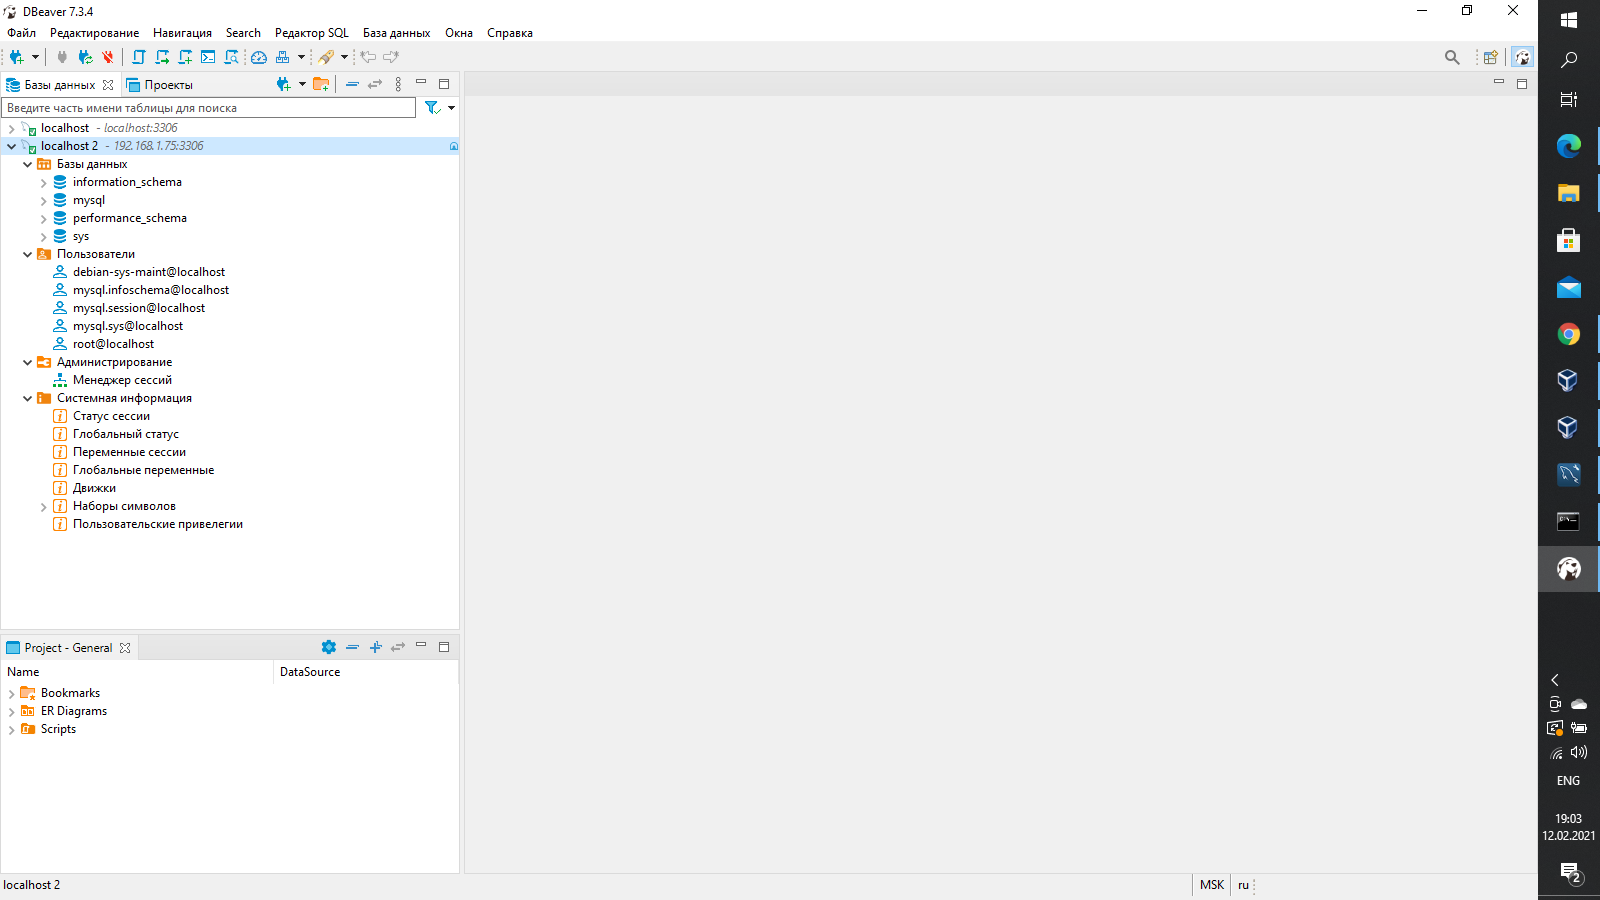 DBeaver 7.3.4
Файл Редактирование Навигация Search Редактор SQL База данных Окна Справка
Базы данных Проекты
Введите часть имени таблицы для поиска
localhost - localhost:3306
localhost 2 - 192.168.1.75:3306
Базы данных
information_schema
mysql
performance_schema
sys
Пользователи
debian-sys-maint@localhost
mysql.infoschema@localhost
mysql.session@localhost
mysql.sys@localhost
root@localhost
Администрирование
Менеджер сессий
Системная информация
Статус сессии
Глобальный статус
Переменные сессии
Глобальные переменные
Движки
Наборы символов
Пользовательские привелегии
Project - General
Name DataSource
Bookmarks
ER Diagrams
Scripts
localhost 2 MSK ru
ENG
19:03
12.02.2021
2